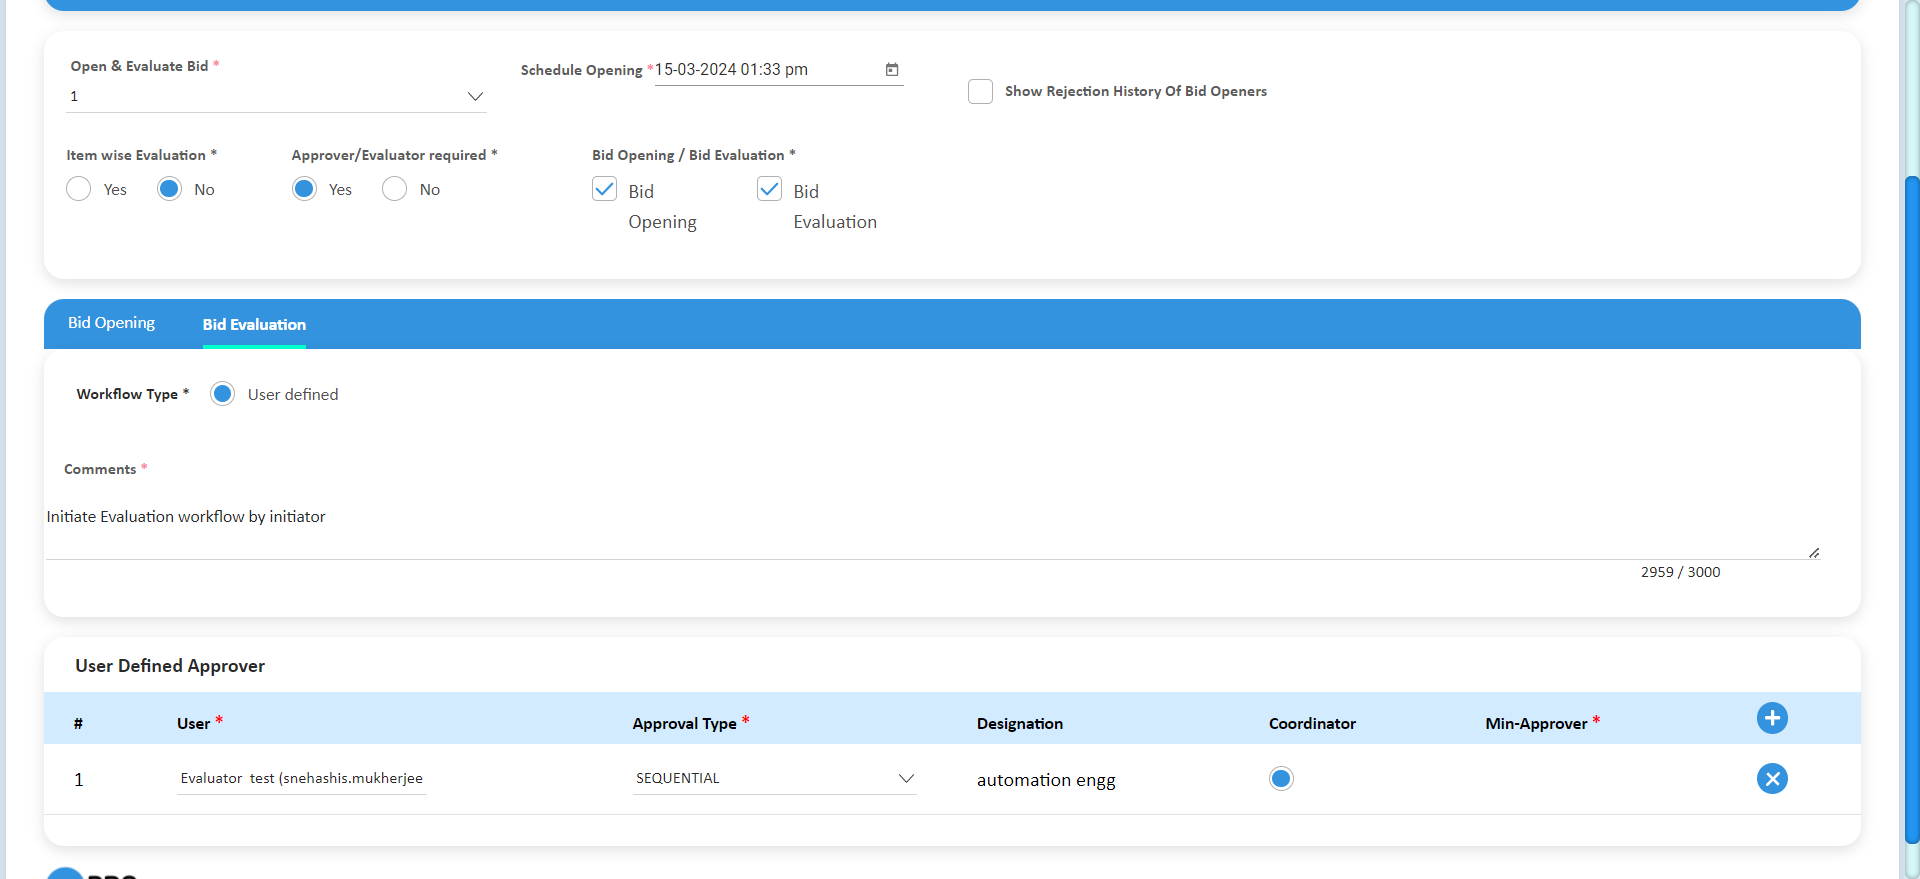 Open & Evaluate Bid *
1
Schedule Opening *15-03-2024 01:33 pm
Show Rejection History Of Bid Openers
Item wise Evaluation *
Yes No
Approver/Evaluator required *
Yes No
Bid Opening / Bid Evaluation *
Bid Opening
Bid Evaluation
Bid Opening Bid Evaluation
Workflow Type * User defined
Comments *
Initiate Evaluation workflow by initiator
2959 / 3000
User Defined Approver
# User * Approval Type * Designation Coordinator Min-Approver *
1 Evaluator test (snehashis.mukherjee SEQUENTIAL automation engg